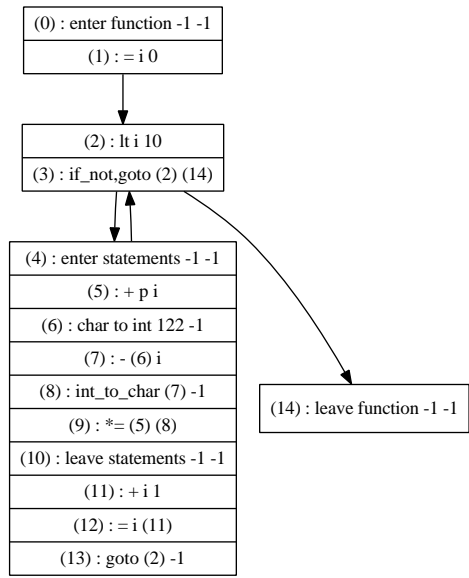 (0) : enter function -1 -1
(1) : = i 0
(2) : lt i 10
(3) : if_not,goto (2) (14)
(4) : enter statements -1 -1
(5) : + p i
(6) : char to int 122 -1
(7) : - (6) i
(8) : int_to_char (7) -1
(9) : *= (5) (8)
(10) : leave statements -1 -1
(11) : + i 1
(12) : = i (11)
(13) : goto (2) -1
(14) : leave function -1 -1